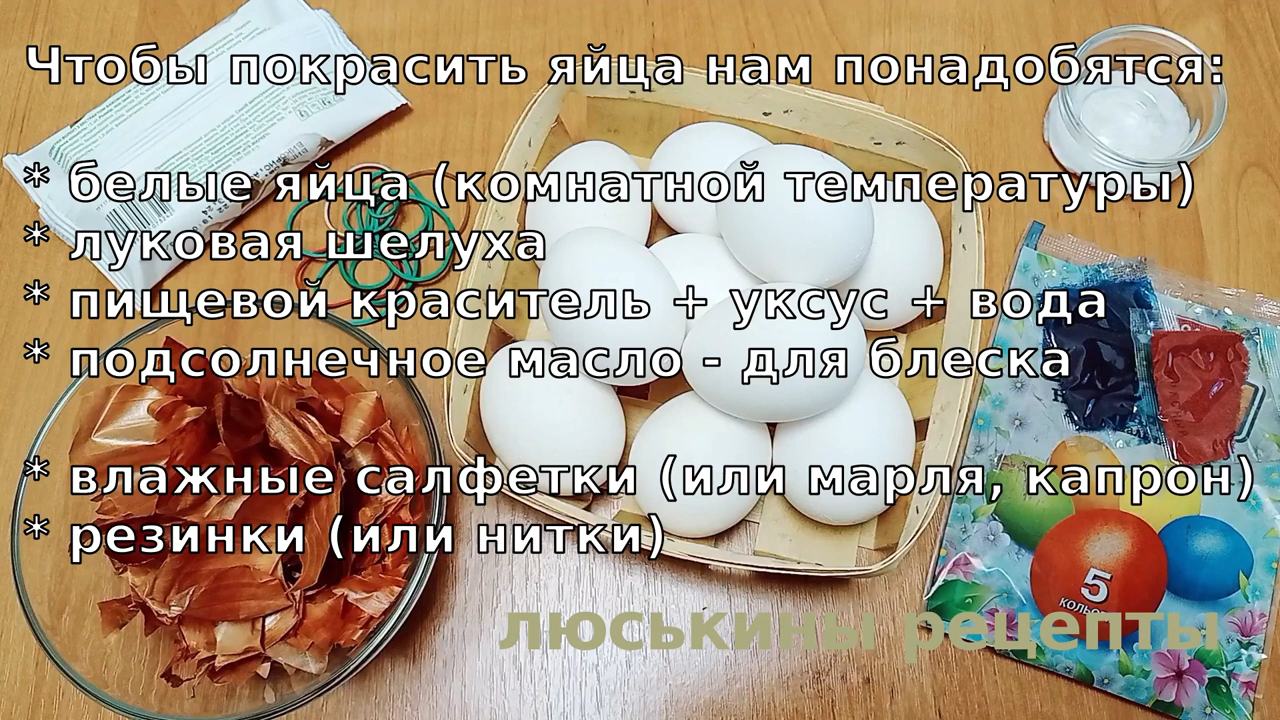 Чтобы покрасить яйца нам понадобятся:
* белые яйца (комнатной температуры)
* луковая шелуха
* пищевой краситель + уксус + вода
* подсолнечное масло - для блеска
* влажные салфетки (или марля, капрон)
* резинки (или нитки)
5
люськины рецепты